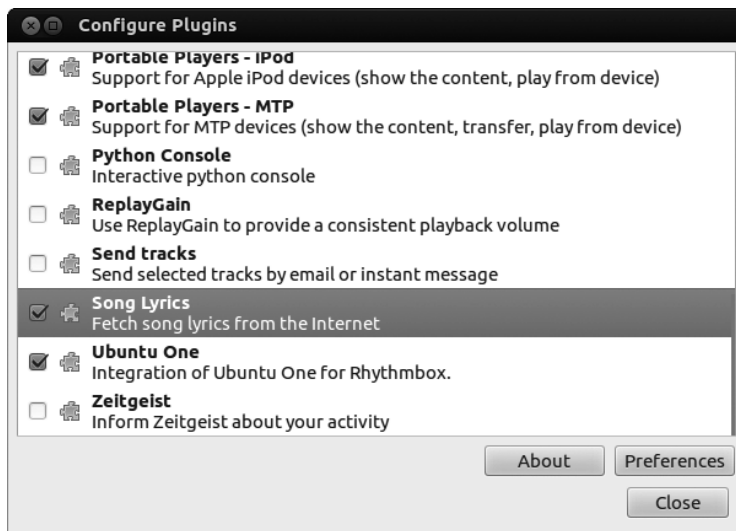 Configure Plugins
Portable Players - iPod
Support for Apple iPod devices (show the content, play from device)
Portable Players - MTP
Support for MTP devices (show the content, transfer, play from device)
Python Console
Interactive python console
ReplayGain
Use ReplayGain to provide a consistent playback volume
Send tracks
Send selected tracks by email or instant message
Song Lyrics
Fetch song lyrics from the Internet
Ubuntu One
Integration of Ubuntu One for Rhythmbox.
Zeitgeist
Inform Zeitgeist about your activity
About Preferences
Close